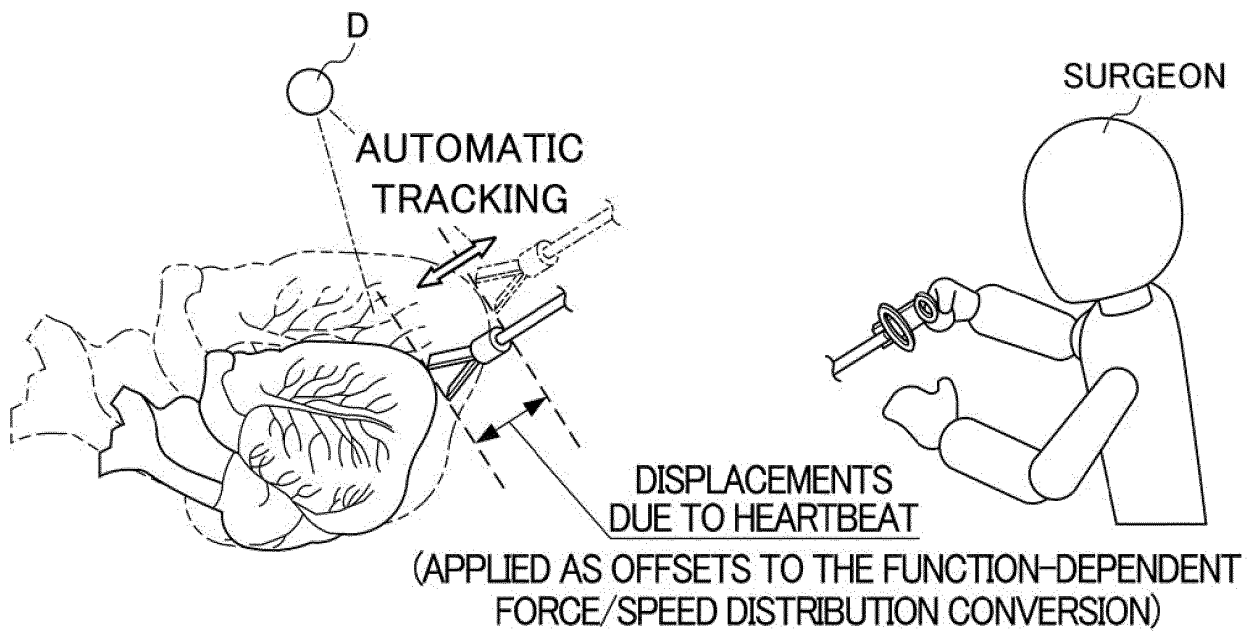 D
SURGEON
AUTOMATIC
TRACKING
DISPLACEMENTS
DUE TO HEARTBEAT
(APPLIED AS OFFSETS TO THE FUNCTION-DEPENDENT
FORCE/SPEED DISTRIBUTION CONVERSION)